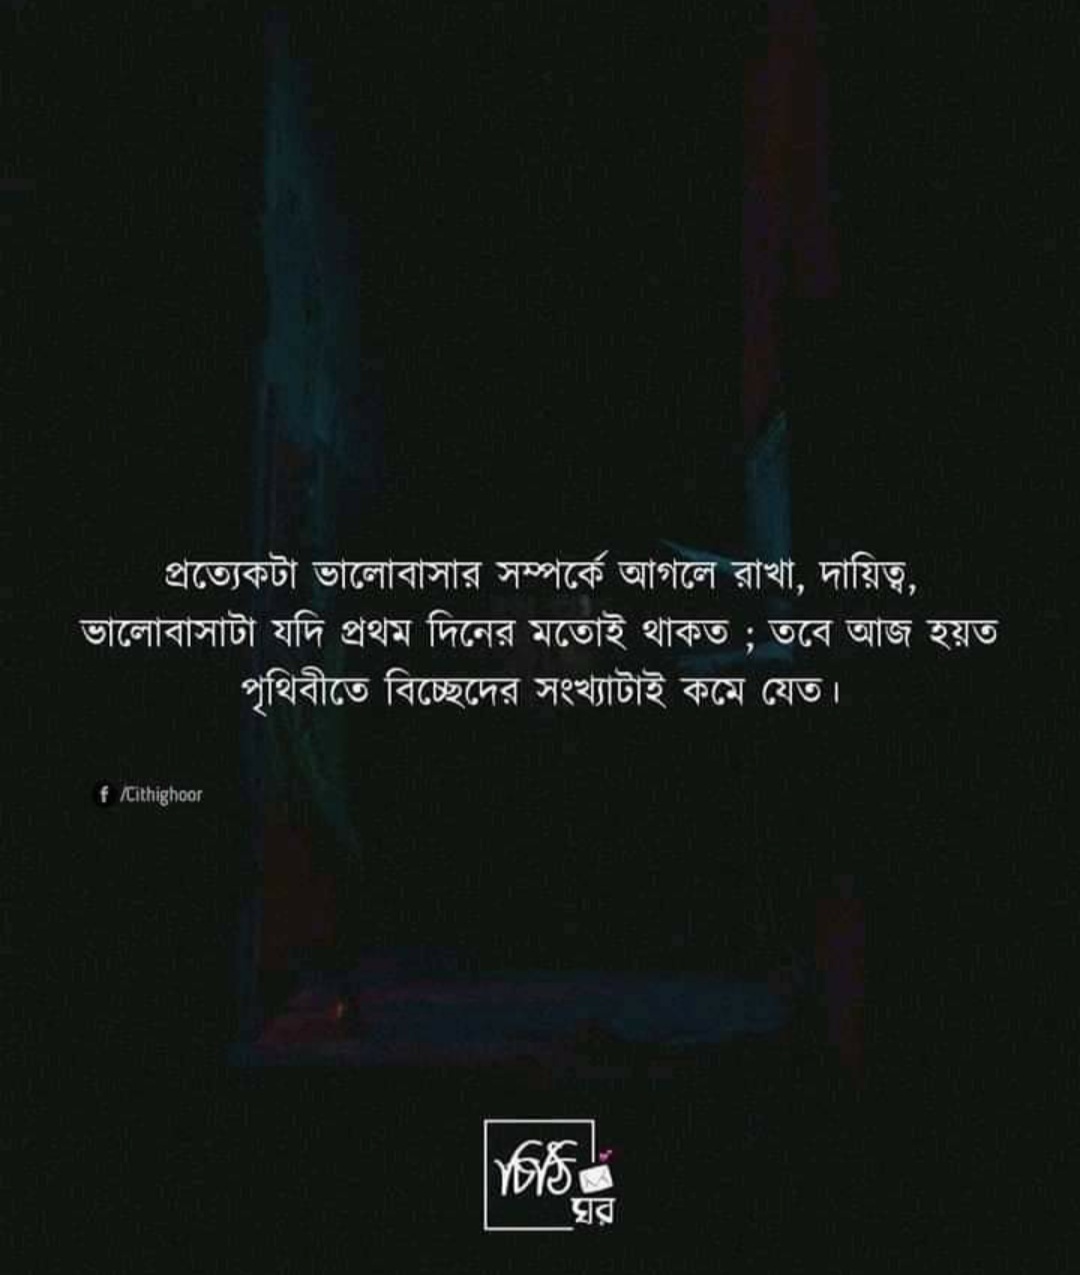 প্রত্যেকটা ভালোবাসার সম্পর্কে আগলে রাখা, দায়িত্ব,
ভালোবাসাটা যদি প্রথম দিনের মতোই থাকত ; তবে আজ হয়ত
পৃথিবীতে বিচ্ছেদের সংখ্যাটাই কমে যেত।
f /Cithighoor
চিঠি
ঘর